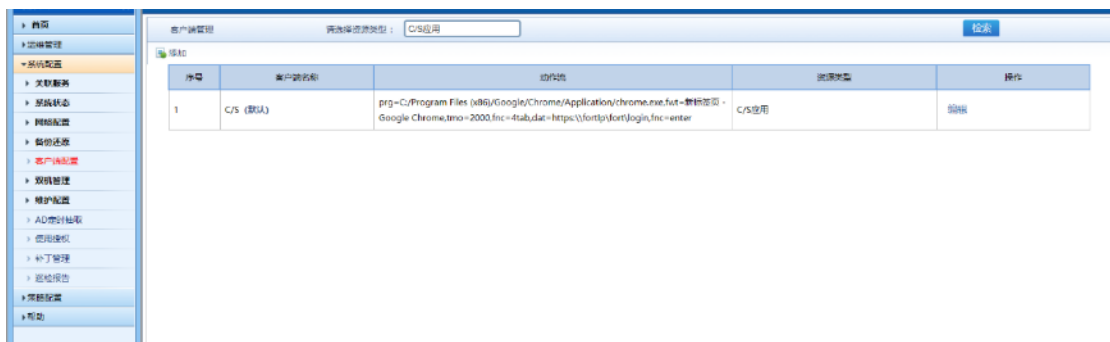 首页
运维管理
系统配置
关联服务
系统状态
网络配置
备份还原
客户端配置
双机管理
维护配置
AD定时抽取
使用授权
补丁管理
巡检报告
策略配置
帮助
客户端管理 请选择资源类型： C/S应用 检索
添加
序号 客户端名称 动作流 资源类型 操作
1 C/S (默认) prg=C:/Program Files (x86)/Google/Chrome/Application/chrome.exe,fwt=新标签页 - C/S应用 编辑
Google Chrome,tmo=2000,fnc=4tab,dat=https:\\fortIp\fort\login,fnc=enter